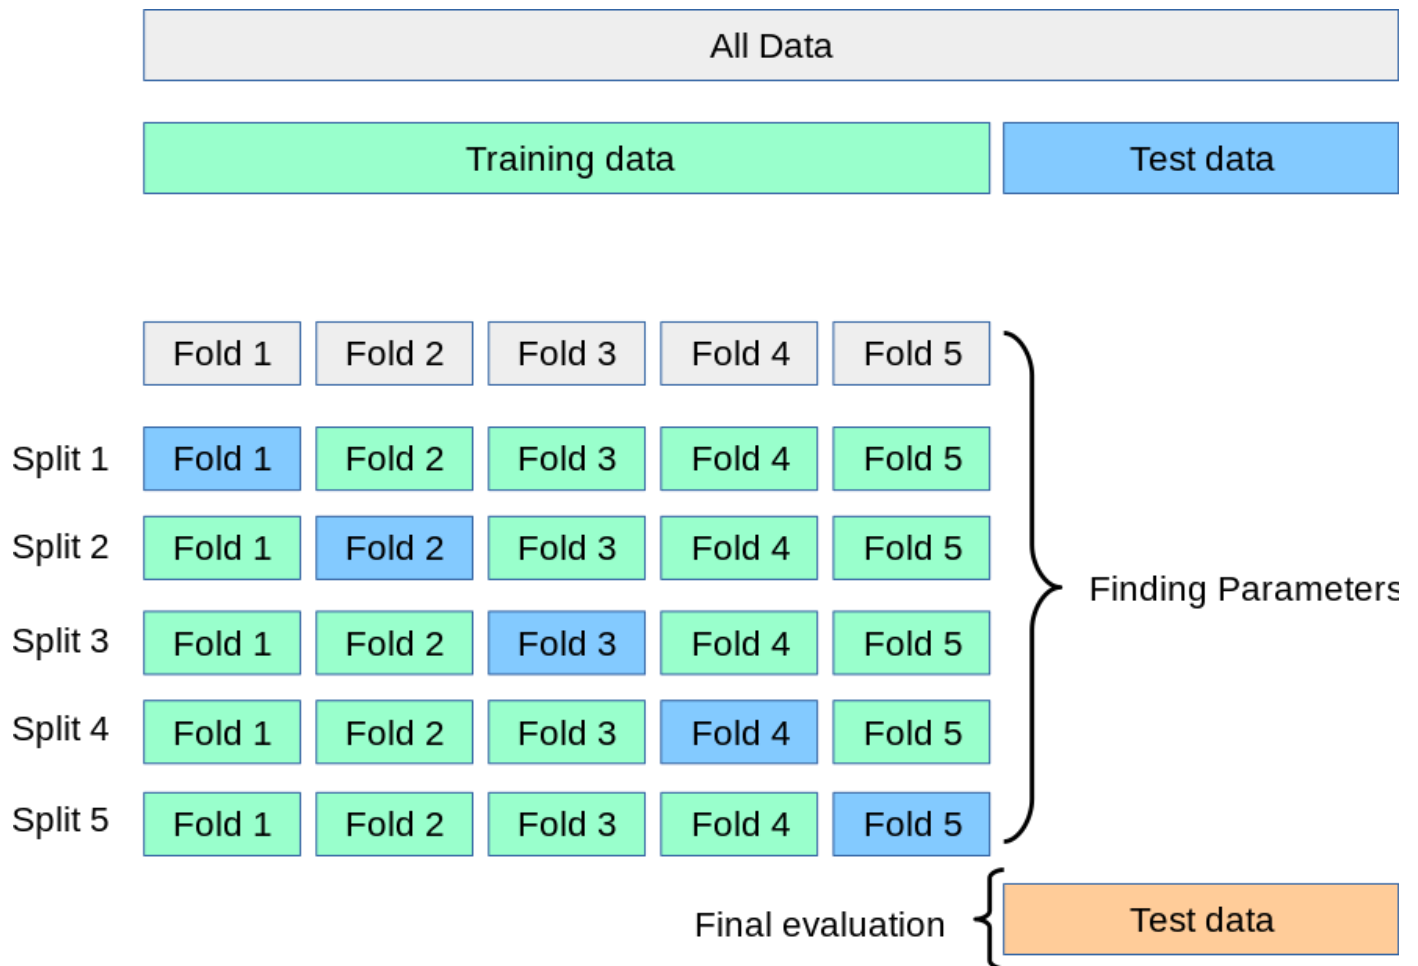 All Data
Training data Test data
Fold 1 Fold 2 Fold 3 Fold 4 Fold 5
Split 1 Fold 1 Fold 2 Fold 3 Fold 4 Fold 5
Split 2 Fold 1 Fold 2 Fold 3 Fold 4 Fold 5
Finding Parameters
Split 3 Fold 1 Fold 2 Fold 3 Fold 4 Fold 5
Split 4 Fold 1 Fold 2 Fold 3 Fold 4 Fold 5
Split 5 Fold 1 Fold 2 Fold 3 Fold 4 Fold 5
Final evaluation Test data